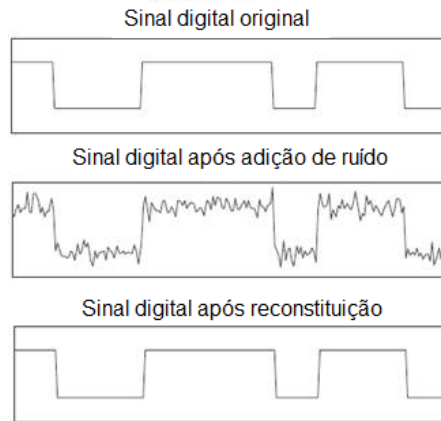 Sinal digital original
Sinal digital após adição de ruído
Sinal digital após reconstituição